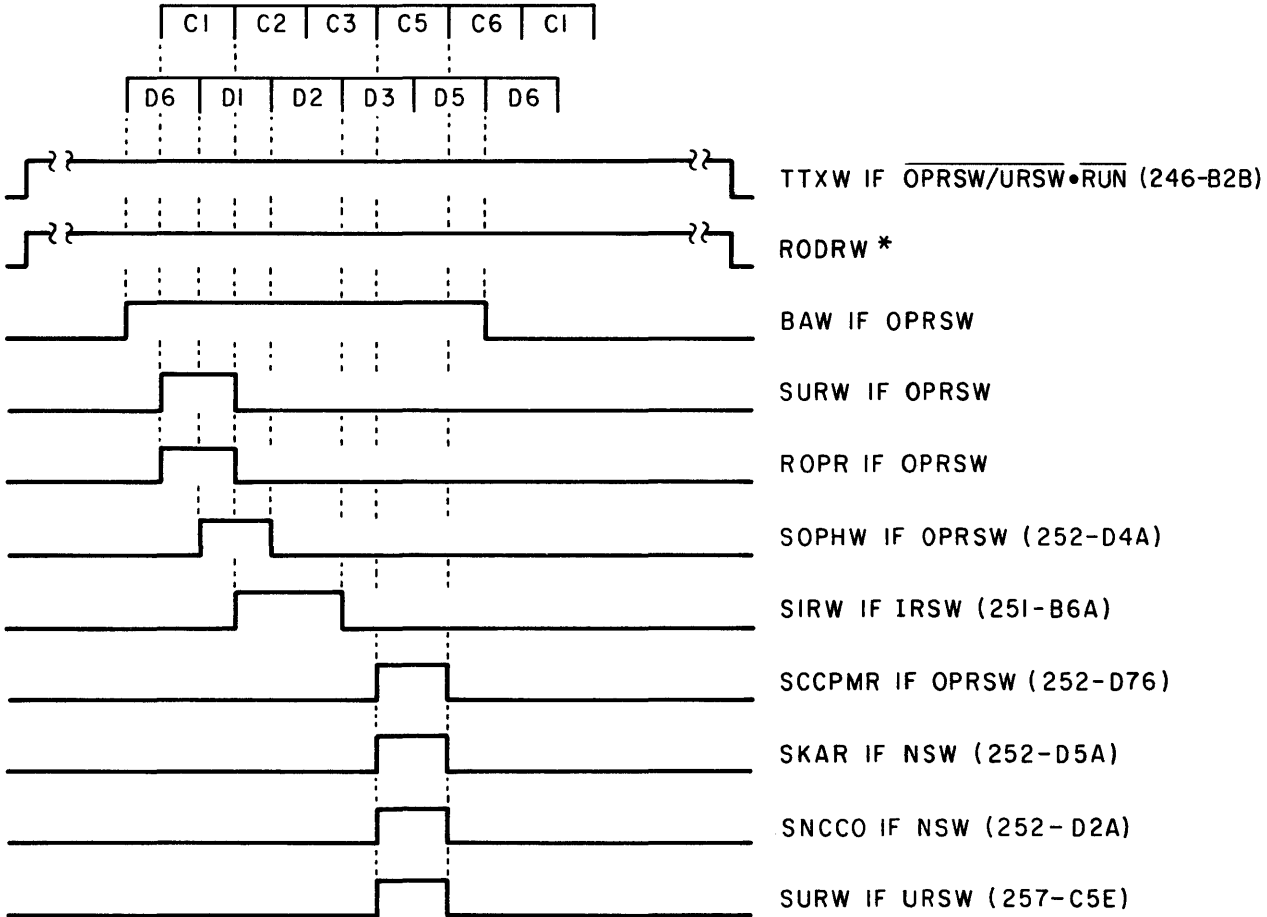 C1 C2 C3 C5 C6 C1
D6 D1 D2 D3 D5 D6
TTXW IF OPRSW/URSW•RUN (246-B2B)
RODRW *
BAW IF OPRSW
SURW IF OPRSW
ROPR IF OPRSW
SOPHW IF OPRSW (252-D4A)
SIRW IF IRSW (251-B6A)
SCCPMR IF OPRSW (252-D76)
SKAR IF NSW (252-D5A)
SNCCO IF NSW (252-D2A)
SURW IF URSW (257-C5E)